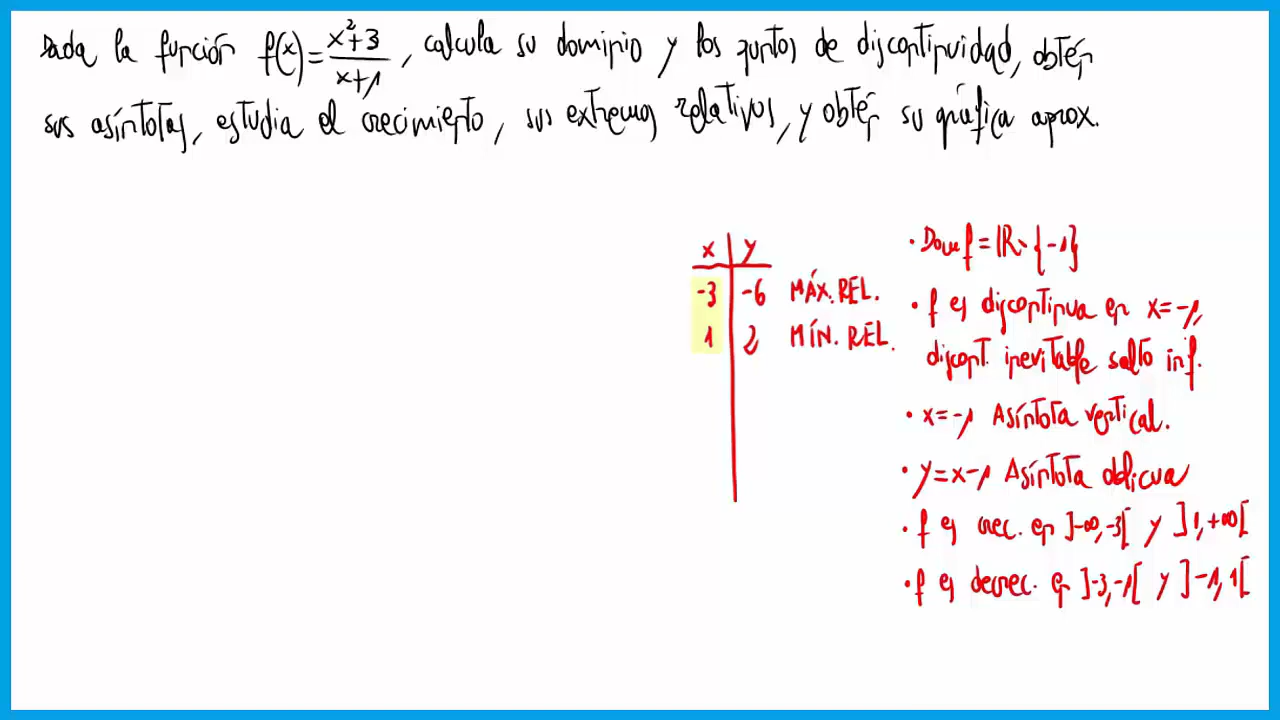 Dada la función f(x)=x²+3/x+1, calcula su dominio y los puntos de discontinuidad, obtén
sus asíntotas, estudia el crecimiento, sus extremos relativos, y obtén su gráfica aprox.
x | y
-3 | -6 MÁX. REL.
1 | 2 MÍN. REL.
• Dom f = ℝ∖{-1}
• f es discontinua en x=-1,
discont. inevitable salto inf.
• x=-1 Asíntota vertical.
• y=x-1 Asíntota oblicua
• f es crec. en ]-∞,-3[ y ]1,+∞[
• f es decrec. en ]-3,-1[ y ]-1,1[